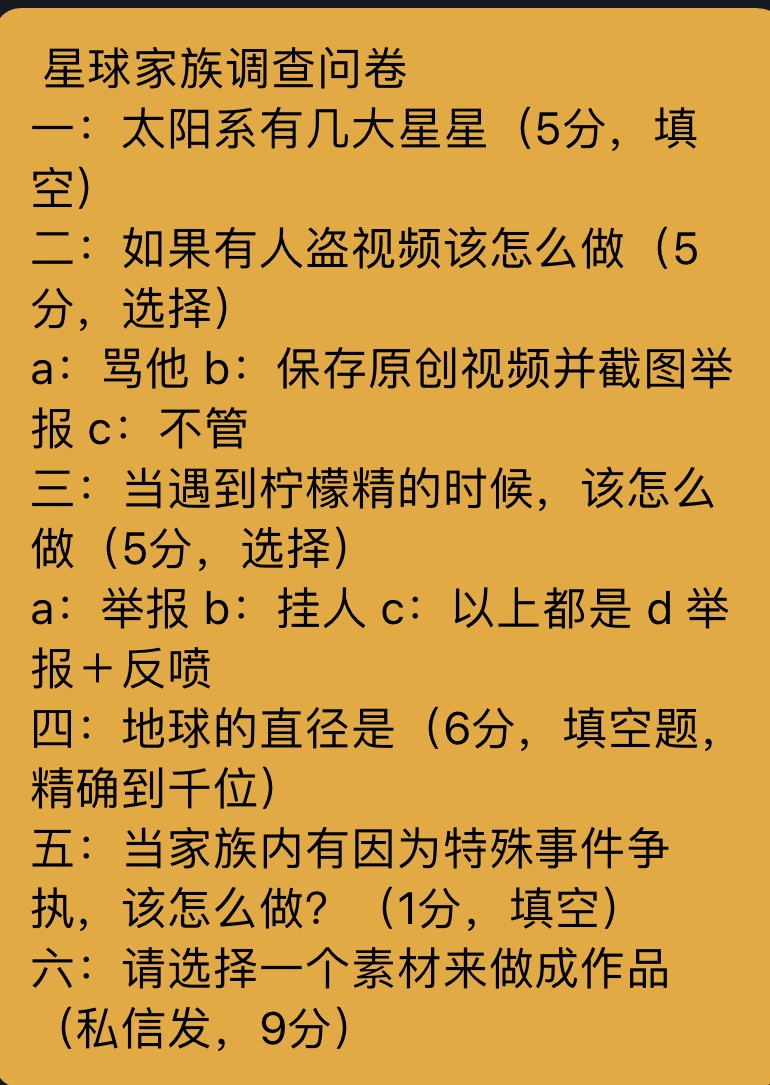 星球家族调查问卷
一：太阳系有几大星星（5分，填
空）
二：如果有人盗视频该怎么做（5
分，选择）
a：骂他 b：保存原创视频并截图举
报 c：不管
三：当遇到柠檬精的时候，该怎么
做（5分，选择）
a：举报 b：挂人 c：以上都是 d 举
报＋反喷
四：地球的直径是（6分，填空题，
精确到千位）
五：当家族内有因为特殊事件争
执，该怎么做？（1分，填空）
六：请选择一个素材来做成作品
（私信发，9分）